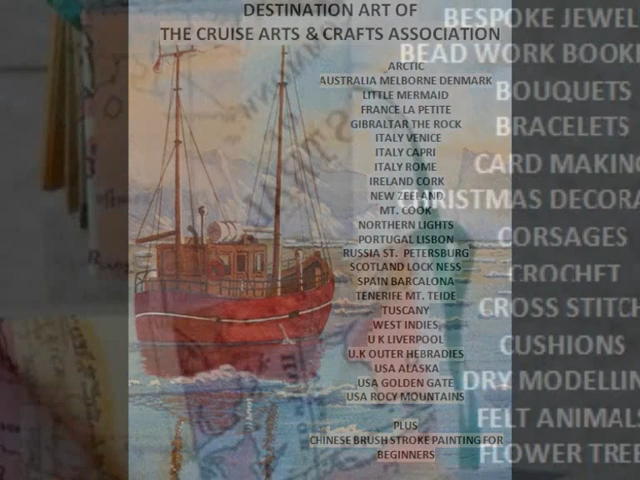 DESTINATION ART OF
THE CRUISE ARTS & CRAFTS ASSOCIATION
ARCTIC
AUSTRALIA MELBORNE DENMARK
LITTLE MERMAID
FRANCE LA PETITE
GIBRALTAR THE ROCK
ITALY VENICE
ITALY CAPRI
ITALY ROME
IRELAND CORK
NEW ZEELAND
MT. COOK
NORTHERN LIGHTS
PORTUGAL LISBON
RUSSIA ST. PETERSBURG
SCOTLAND LOCK NESS
SPAIN BARCALONA
TENERIFE MT. TEIDE
TUSCANY
WEST INDIES,
U K LIVERPOOL
U.K OUTER HEBRADIES
USA ALASKA
USA GOLDEN GATE
USA ROCY MOUNTAINS
PLUS
CHINESE BRUSH STROKE PAINTING FOR
BEGINNERS
BESPOKE JEWEL
BEAD WORK BOOK
BOUQUETS
BRACELETS
CARD MAKING
CHRISTMAS DECORA
CORSAGES
CROCHET
CROSS STITCH
CUSHIONS
DRY MODELLIN
FELT ANIMALS
FLOWER TREE